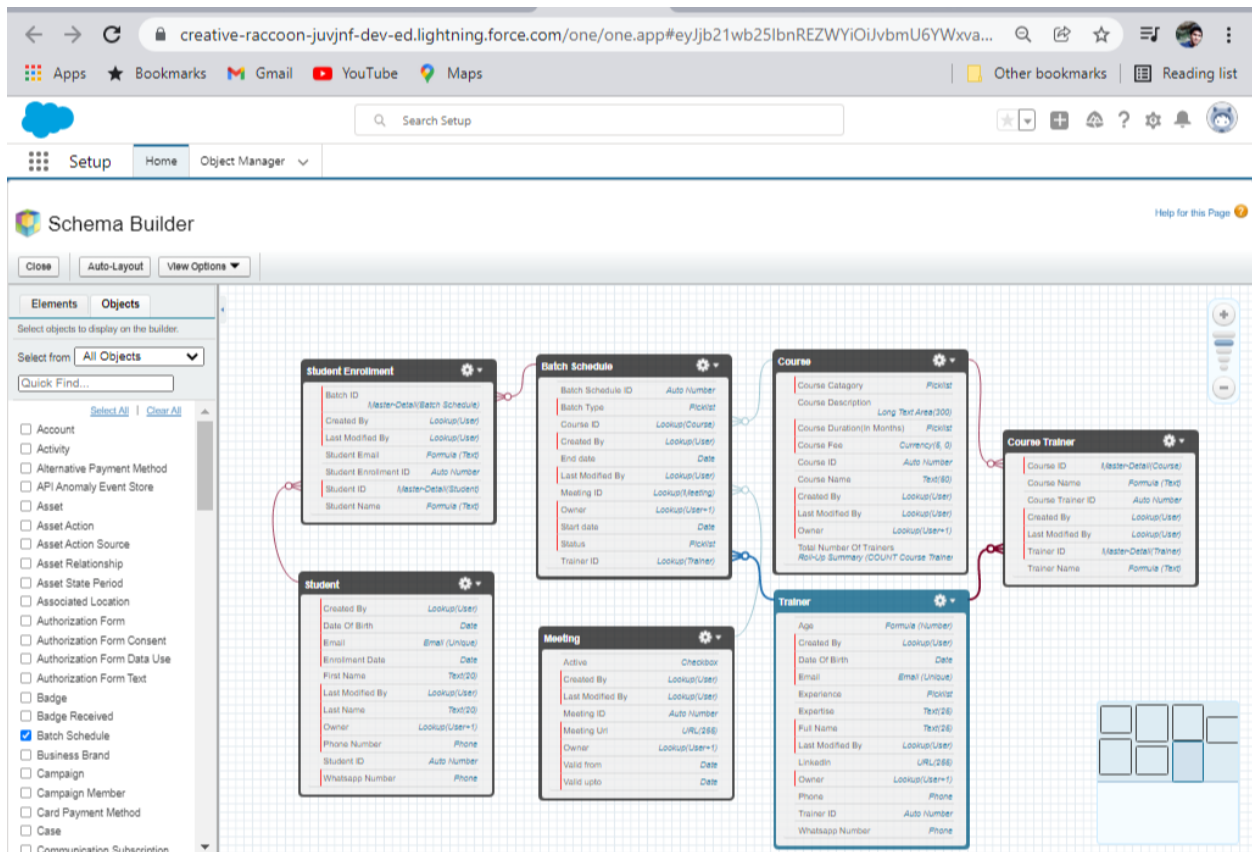 creative-raccoon-juvjnf-dev-ed.lightning.force.com/one/one.app#eyJjb21wb25lbnREZWYiOiJvbmU6YWxva...
Apps Bookmarks Gmail YouTube Maps Other bookmarks Reading list
Search Setup
Setup Home Object Manager
Schema Builder
Help for this Page
Close Auto-Layout View Options
Elements Objects
Select objects to display on the builder.
Select from All Objects
Quick Find...
Select All | Clear All
Account
Activity
Alternative Payment Method
API Anomaly Event Store
Asset
Asset Action
Asset Action Source
Asset Relationship
Asset State Period
Associated Location
Authorization Form
Authorization Form Consent
Authorization Form Data Use
Authorization Form Text
Badge
Badge Received
Batch Schedule
Business Brand
Campaign
Campaign Member
Card Payment Method
Case
Communication Subscription
Student Enrollment
Batch ID
Master-Detail(Batch Schedule)
Created By Lookup(User)
Last Modified By Lookup(User)
Student Email Formula (Text)
Student Enrollment ID Auto Number
Student ID Master-Detail(Student)
Student Name Formula (Text)
Student
Created By Lookup(User)
Date Of Birth Date
Email Email (Unique)
Enrollment Date Date
First Name Text(20)
Last Modified By Lookup(User)
Last Name Text(20)
Owner Lookup(User+1)
Phone Number Phone
Student ID Auto Number
Whatsapp Number Phone
Batch Schedule
Batch Schedule ID Auto Number
Batch Type Picklist
Course ID Lookup(Course)
Created By Lookup(User)
End date Date
Last Modified By Lookup(User)
Meeting ID Lookup(Meeting)
Owner Lookup(User+1)
Start date Date
Status Picklist
Trainer ID Lookup(Trainer)
Meeting
Active Checkbox
Created By Lookup(User)
Last Modified By Lookup(User)
Meeting ID Auto Number
Meeting Url URL(255)
Owner Lookup(User+1)
Valid from Date
Valid upto Date
Course
Course Catagory Picklist
Course Description
Long Text Area(300)
Course Duration(In Months) Picklist
Course Fee Currency(8, 0)
Course ID Auto Number
Course Name Text(80)
Created By Lookup(User)
Last Modified By Lookup(User)
Owner Lookup(User+1)
Total Number Of Trainers
Roll-Up Summary (COUNT Course Trainer
Trainer
Age Formula (Number)
Created By Lookup(User)
Date Of Birth Date
Email Email (Unique)
Experience Picklist
Expertise Text(25)
Full Name Text(25)
Last Modified By Lookup(User)
LinkedIn URL(255)
Owner Lookup(User+1)
Phone Phone
Trainer ID Auto Number
Whatsapp Number Phone
Course Trainer
Course ID Master-Detail(Course)
Course Name Formula (Text)
Course Trainer ID Auto Number
Created By Lookup(User)
Last Modified By Lookup(User)
Trainer ID Master-Detail(Trainer)
Trainer Name Formula (Text)